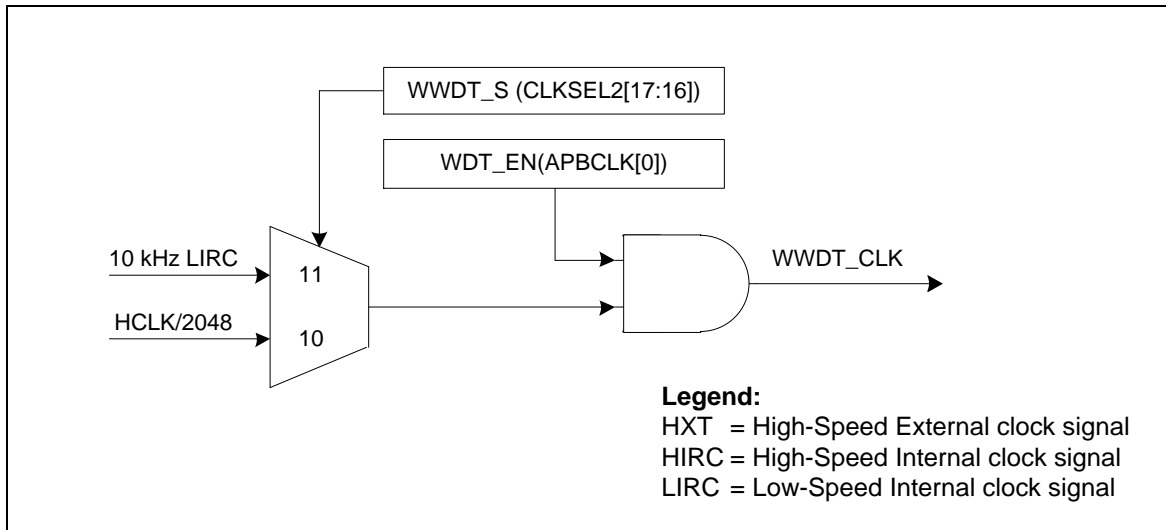 WWDT_S (CLKSEL2[17:16])
WDT_EN(APBCLK[0])
10 kHz LIRC
11
WWDT_CLK
HCLK/2048
10
Legend:
HXT = High-Speed External clock signal
HIRC = High-Speed Internal clock signal
LIRC = Low-Speed Internal clock signal